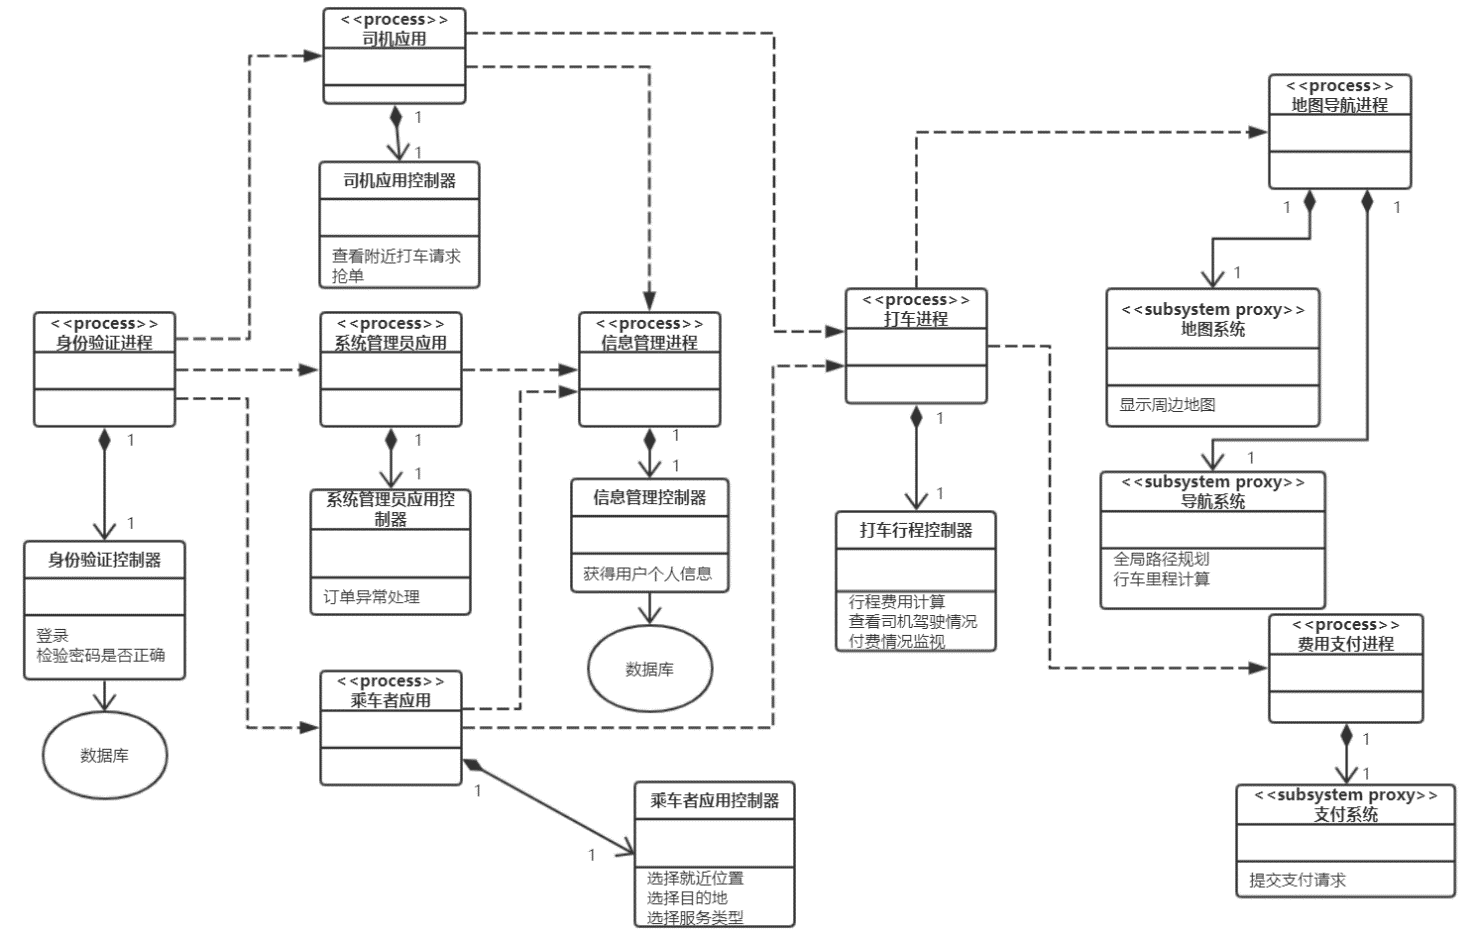 <<process>>
司机应用
1
1
司机应用控制器
查看附近打车请求
抢单
<<process>>
身份验证进程
1
1
身份验证控制器
登录
检验密码是否正确
数据库
<<process>>
系统管理员应用
1
1
系统管理员应用控
制器
订单异常处理
<<process>>
乘车者应用
1
1
乘车者应用控制器
选择就近位置
选择目的地
选择服务类型
<<process>>
信息管理进程
1
1
信息管理控制器
获得用户个人信息
数据库
<<process>>
打车进程
1
1
打车行程控制器
行程费用计算
查看司机驾驶情况
付费情况监视
<<process>>
地图导航进程
1
1
1
<<subsystem proxy>>
地图系统
显示周边地图
1
<<subsystem proxy>>
导航系统
全局路径规划
行车里程计算
<<process>>
费用支付进程
1
1
<<subsystem proxy>>
支付系统
提交支付请求